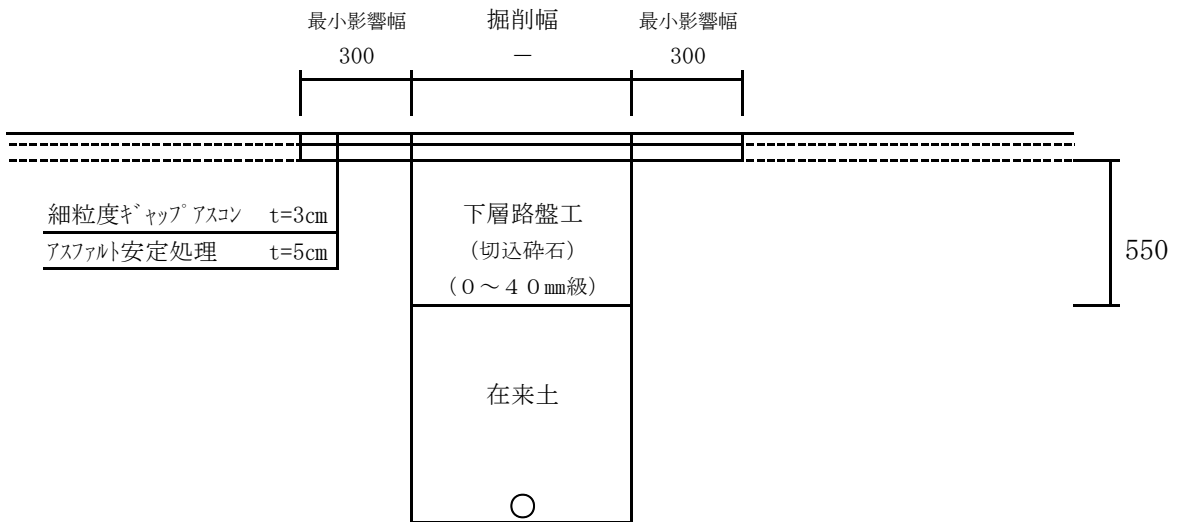 最小影響幅 掘削幅 最小影響幅
300 － 300
細粒度ｷﾞｬｯﾌﾟｱｽｺﾝ t=3cm
ｱｽﾌｧﾙﾄ安定処理 t=5cm
下層路盤工
(切込砕石)
(０～４０㎜級)
550
在来土